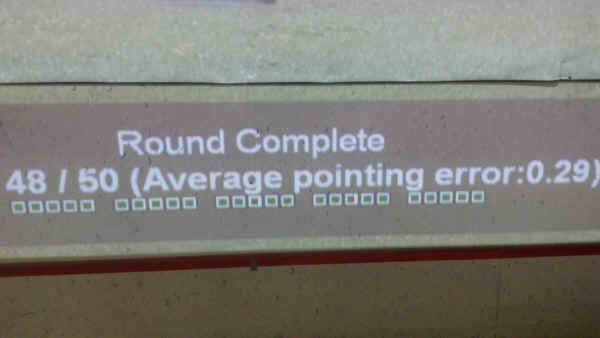 Round Complete
48 / 50 (Average pointing error:0.29)